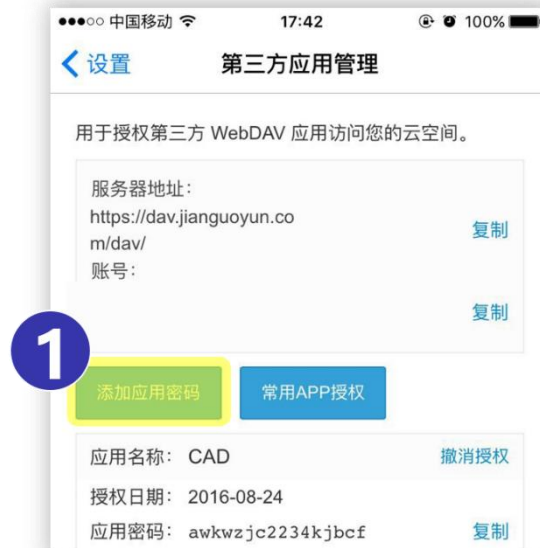 中国移动 17:42 100%
设置 第三方应用管理
用于授权第三方 WebDAV 应用访问您的云空间。
服务器地址：
https://dav.jianguoyun.co
m/dav/
复制
账号：
复制
1
添加应用密码 常用APP授权
应用名称： CAD 撤消授权
授权日期： 2016-08-24
应用密码： awkwzjc2234kjbcf 复制